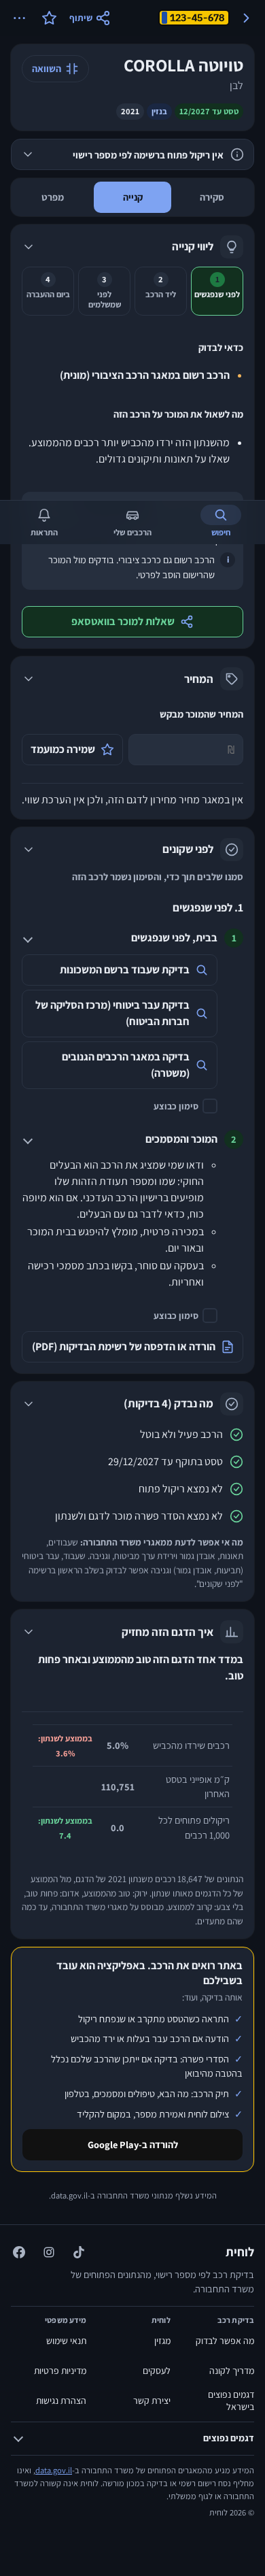 123-45-678
שיתוף
טויוטה COROLLA
לבן
השוואה
טסט עד 12/2027
בנזין
2021
אין ריקול פתוח ברשימה לפי מספר רישוי
סקירה
קנייה
מפרט
ליווי קנייה
1
לפני שנפגשים
2
ליד הרכב
3
לפני שמשלמים
4
ביום ההעברה
כדאי לבדוק
הרכב רשום במאגר הרכב הציבורי (מונית)
מה לשאול את המוכר על הרכב הזה
מהשנתון הזה ירדו מהכביש יותר רכבים מהממוצע.
שאלו על תאונות ותיקונים גדולים.
חיפוש
הרכבים שלי
התראות
הרכב רשום גם כרכב ציבורי. בודקים מול המוכר
שהרישום הוסב לפרטי.
שאלות למוכר בוואטסאפ
המחיר
המחיר שהמוכר מבקש
₪
שמירה כמועמד
אין במאגר מחיר מחירון לדגם הזה, ולכן אין הערכת שווי.
לפני שקונים
סמנו שלבים תוך כדי, והסימון נשמר לרכב הזה
1. לפני שנפגשים
1
בבית, לפני שנפגשים
בדיקת שעבוד ברשם המשכונות
בדיקת עבר ביטוחי (מרכז הסליקה של
חברות הביטוח)
בדיקה במאגר הרכבים הגנובים
(משטרה)
סימון כבוצע
2
המוכר והמסמכים
ודאו שמי שמציג את הרכב הוא הבעלים
החוקי: שמו ומספר תעודת הזהות שלו
מופיעים ברישיון הרכב העדכני. אם הוא מיופה
כוח, כדאי לדבר גם עם הבעלים.
במכירה פרטית, מומלץ להיפגש בבית המוכר
ובאור יום.
בעסקה עם סוחר, בקשו בכתב מסמכי רכישה
ואחריות.
סימון כבוצע
הורדה או הדפסה של רשימת הבדיקות (PDF)
מה נבדק (4 בדיקות)
הרכב פעיל ולא בוטל
טסט בתוקף עד 29/12/2027
לא נמצא ריקול פתוח
לא נמצא הסדר פשרה מוכר לדגם ולשנתון
מה אי אפשר לדעת ממאגרי משרד התחבורה: שעבודים,
תאונות, אובדן גמור וירידת ערך מביטוח, וגניבה. שעבוד, עבר ביטוחי
(תביעות, אובדן גמור) וגניבה אפשר לבדוק בשלב הראשון ברשימה
"לפני שקונים".
איך הדגם הזה מחזיק
במדד אחד הדגם הזה טוב מהממוצע ובאחר פחות
טוב.
רכבים שירדו מהכביש
5.0%
בממוצע לשנתון:
3.6%
ק״מ אופייני בטסט
האחרון
110,751
ריקולים פתוחים לכל
1,000 רכבים
0.0
בממוצע לשנתון:
7.4
הנתונים של 18,647 רכבים משנתון 2021 של הדגם, מול הממוצע
של כל הדגמים מאותו שנתון. ירוק: טוב מהממוצע, אדום: פחות טוב,
בלי צבע: קרוב לממוצע. מבוסס על מאגרי משרד התחבורה, עד כמה
שהם מתעדים.
באתר רואים את הרכב. באפליקציה הוא עובד
בשבילכם
אותה בדיקה, ועוד:
✓ התראה כשהטסט מתקרב או שנפתח ריקול
✓ הודעה אם הרכב עבר בעלות או ירד מהכביש
✓ הסדרי פשרה: בדיקה אם ייתכן שהרכב שלכם נכלל
בהטבה מהיבואן
✓ תיק הרכב: מה הבא, טיפולים ומסמכים, בטלפון
✓ צילום לוחית ואמירת מספר, במקום להקליד
להורדה ב-Google Play
המידע נשלף מנתוני משרד התחבורה ב-data.gov.il.
לוחית
בדיקת רכב לפי מספר רישוי, מהנתונים הפתוחים של
משרד התחבורה.
בדיקת רכב
לוחית
מידע משפטי
מה אפשר לבדוק
מגזין
תנאי שימוש
מדריך לקונה
לעסקים
מדיניות פרטיות
דגמים נפוצים
בישראל
יצירת קשר
הצהרת נגישות
דגמים נפוצים
המידע מגיע מהמאגרים הפתוחים של משרד התחבורה ב-data.gov.il, ואינו
מחליף נסח רישום רשמי או בדיקה במכון מורשה. לוחית אינה קשורה למשרד
התחבורה או לגוף ממשלתי.
© 2026 לוחית